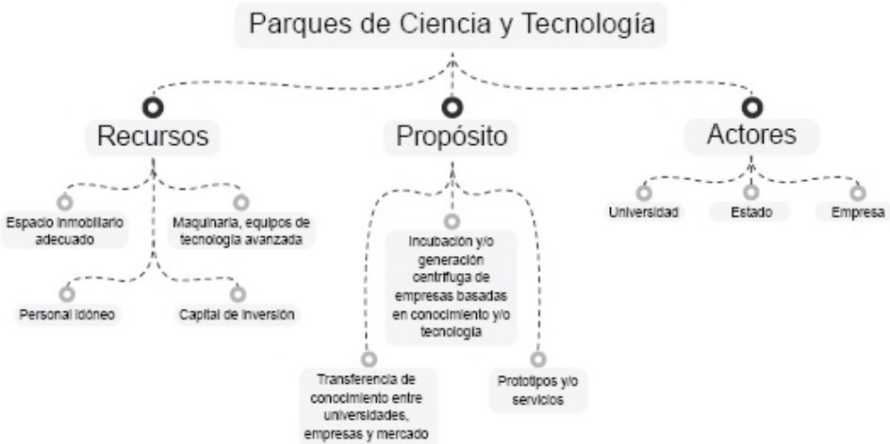 Parques de Ciencia y Tecnología
Recursos
Propósito
Actores
Espacio inmobiliario
adecuado
Maquinaria, equipos de
tecnología avanzada
Personal idóneo
Capital de inversión
Incubación y/o
generación
centrífuga de
empresas basadas
en conocimiento y/o
tecnología
Transferencia de
conocimiento entre
universidades,
empresas y mercado
Prototipos y/o
servicios
Universidad
Estado
Empresa